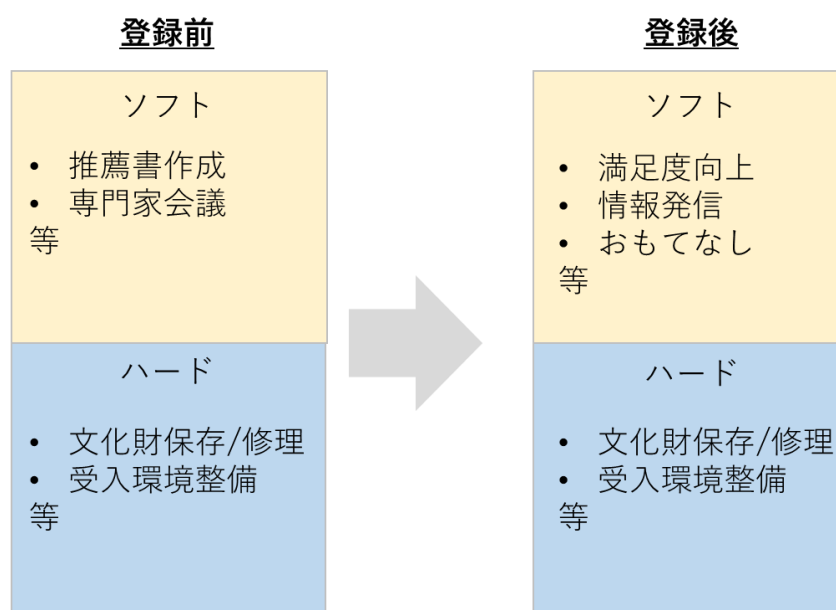 登録前
ソフト
• 推薦書作成
• 専門家会議
等
ハード
• 文化財保存/修理
• 受入環境整備
等
登録後
ソフト
• 満足度向上
• 情報発信
• おもてなし
等
ハード
• 文化財保存/修理
• 受入環境整備
等